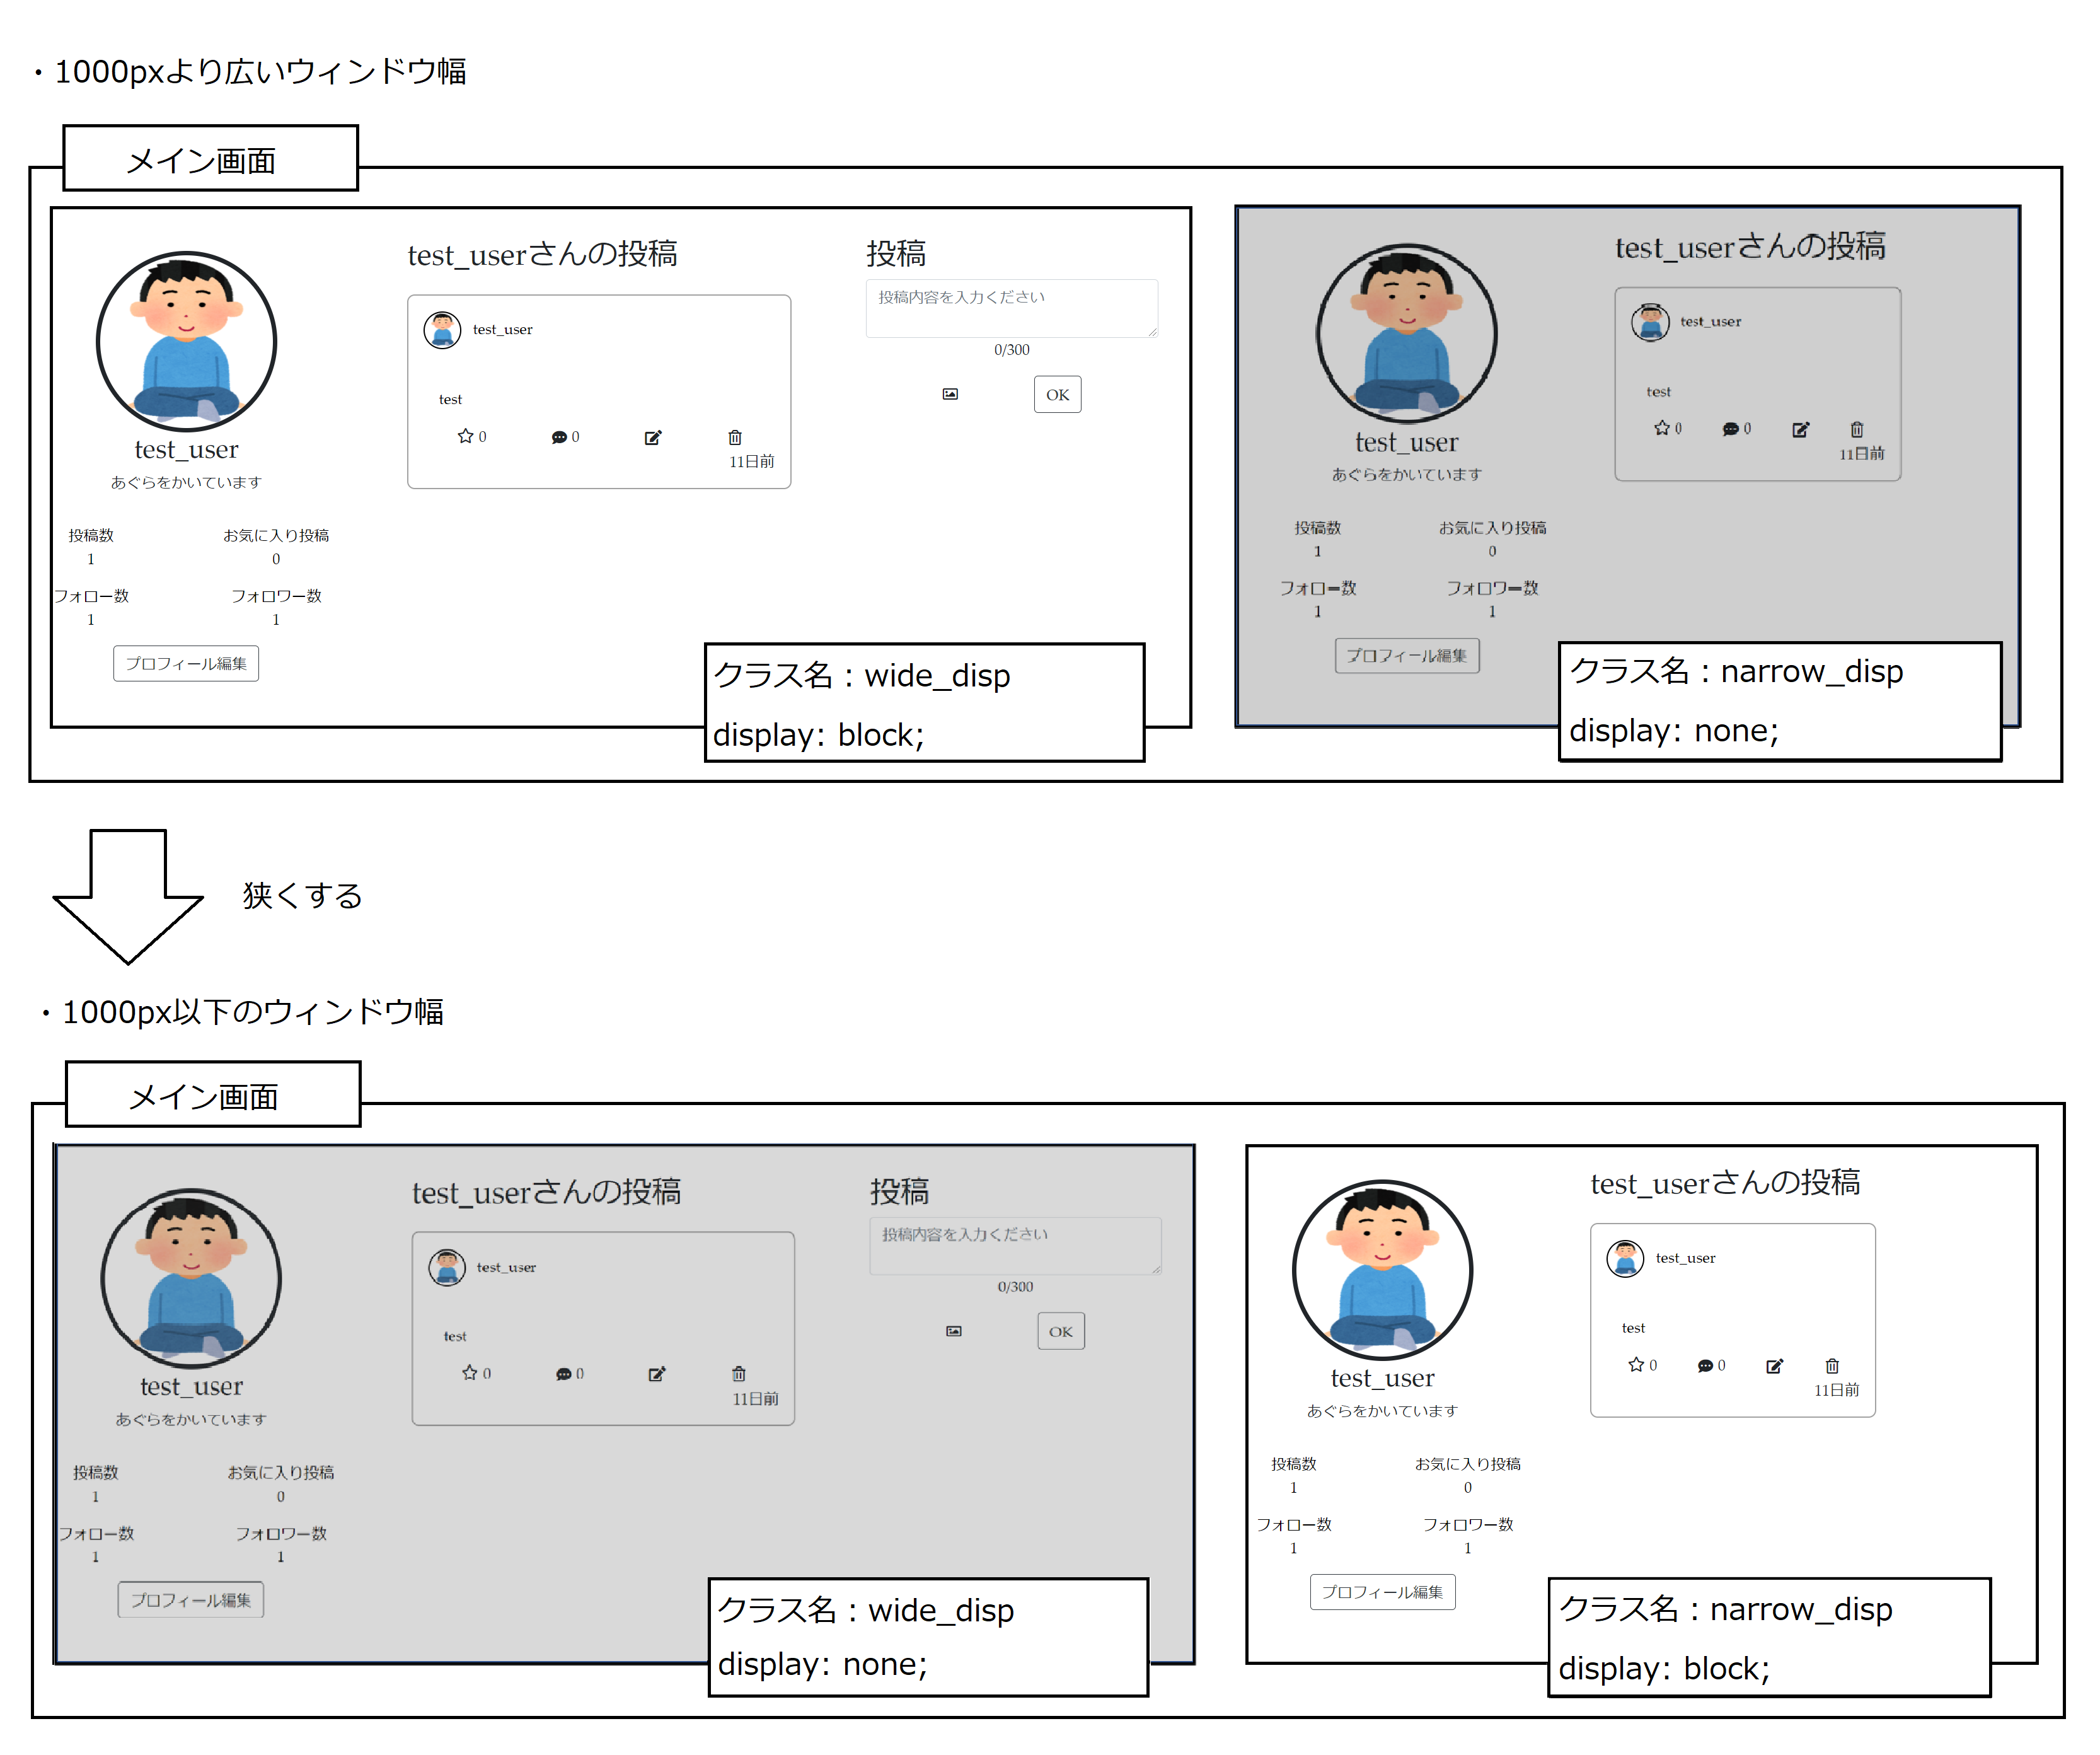 ・1000pxより広いウィンドウ幅
メイン画面
test_userさんの投稿
投稿
test_user
投稿内容を入力ください
0/300
test
OK
0
0
11日前
test_user
あぐらをかいています
投稿数
お気に入り投稿
1
0
フォロー数
フォロワー数
1
1
プロフィール編集
クラス名：wide_disp
display: block;
test_userさんの投稿
test_user
test
0
0
11日前
test_user
あぐらをかいています
投稿数
お気に入り投稿
1
0
フォロー数
フォロワー数
1
1
プロフィール編集
クラス名：narrow_disp
display: none;
狭くする
・1000px以下のウィンドウ幅
メイン画面
test_userさんの投稿
投稿
test_user
投稿内容を入力ください
0/300
test
OK
0
0
11日前
test_user
あぐらをかいています
投稿数
お気に入り投稿
1
0
フォロー数
フォロワー数
1
1
プロフィール編集
クラス名：wide_disp
display: none;
test_userさんの投稿
test_user
test
0
0
11日前
test_user
あぐらをかいています
投稿数
お気に入り投稿
1
0
フォロー数
フォロワー数
1
1
プロフィール編集
クラス名：narrow_disp
display: block;